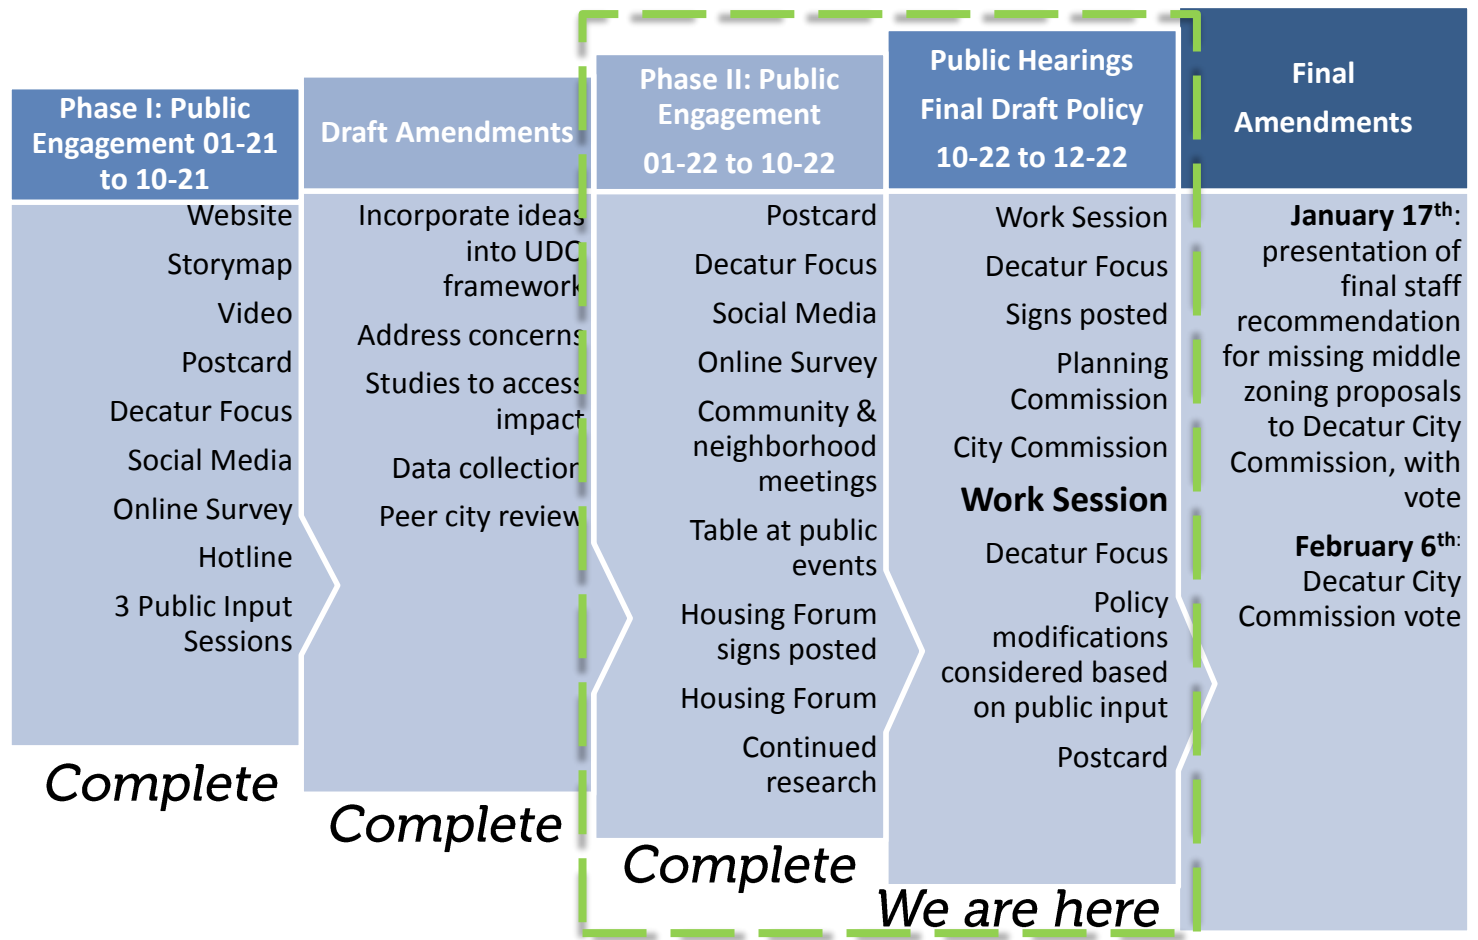 Phase I: Public
Engagement 01-21
to 10-21
Website
Storymap
Video
Postcard
Decatur Focus
Social Media
Online Survey
Hotline
3 Public Input
Sessions
Complete
Draft Amendments
Incorporate ideas
into UDO
framework
Address concerns
Studies to access
impact
Data collection
Peer city review
Complete
Phase II: Public
Engagement
01-22 to 10-22
Postcard
Decatur Focus
Social Media
Online Survey
Community &
neighborhood
meetings
Table at public
events
Housing Forum
signs posted
Housing Forum
Continued
research
Complete
Public Hearings
Final Draft Policy
10-22 to 12-22
Work Session
Decatur Focus
Signs posted
Planning
Commission
City Commission
Work Session
Decatur Focus
Policy
modifications
considered based
on public input
Postcard
We are here
Final
Amendments
January 17th:
presentation of
final staff
recommendation
for missing middle
zoning proposals
to Decatur City
Commission, with
vote
February 6th:
Decatur City
Commission vote